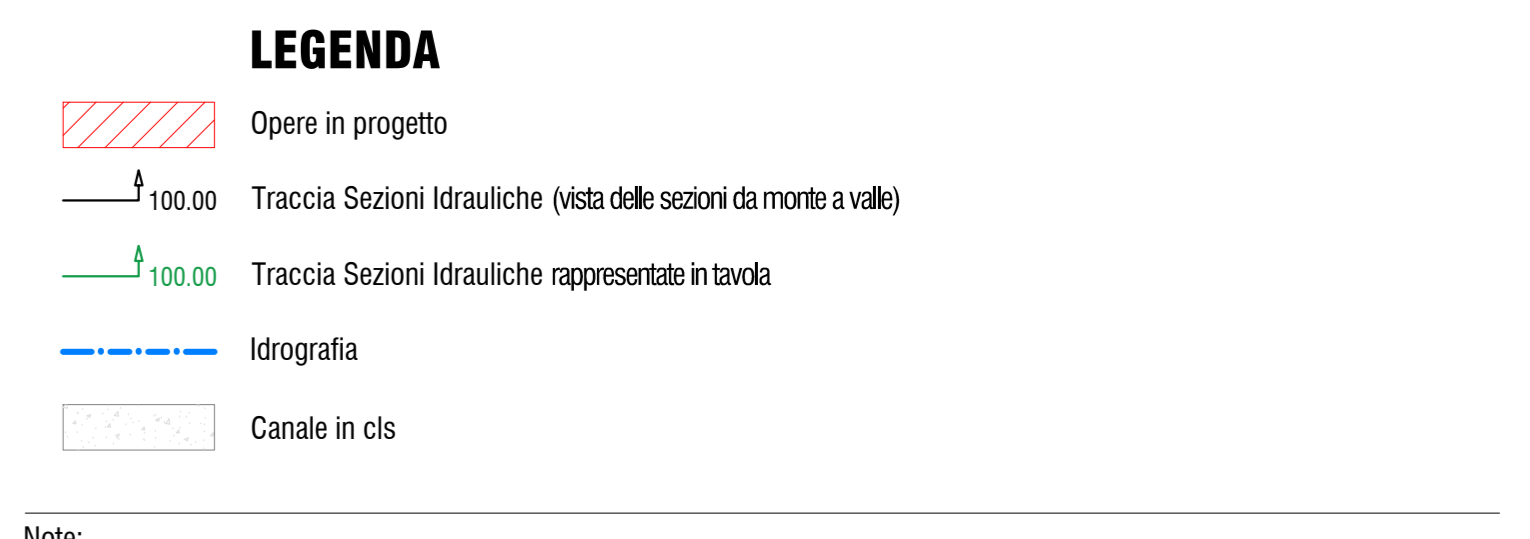 LEGENDA
Opere in progetto
100.00 Traccia Sezioni Idrauliche (vista delle sezioni da monte a valle)
100.00 Traccia Sezioni Idrauliche rappresentate in tavola
Idrografia
Canale in cls
Note: